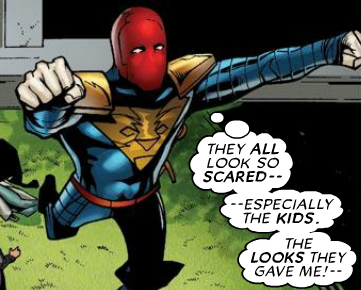 THEY ALL
LOOK SO
SCARED--
--ESPECIALLY
THE KIDS.
THE
LOOKS THEY
GAVE ME!--